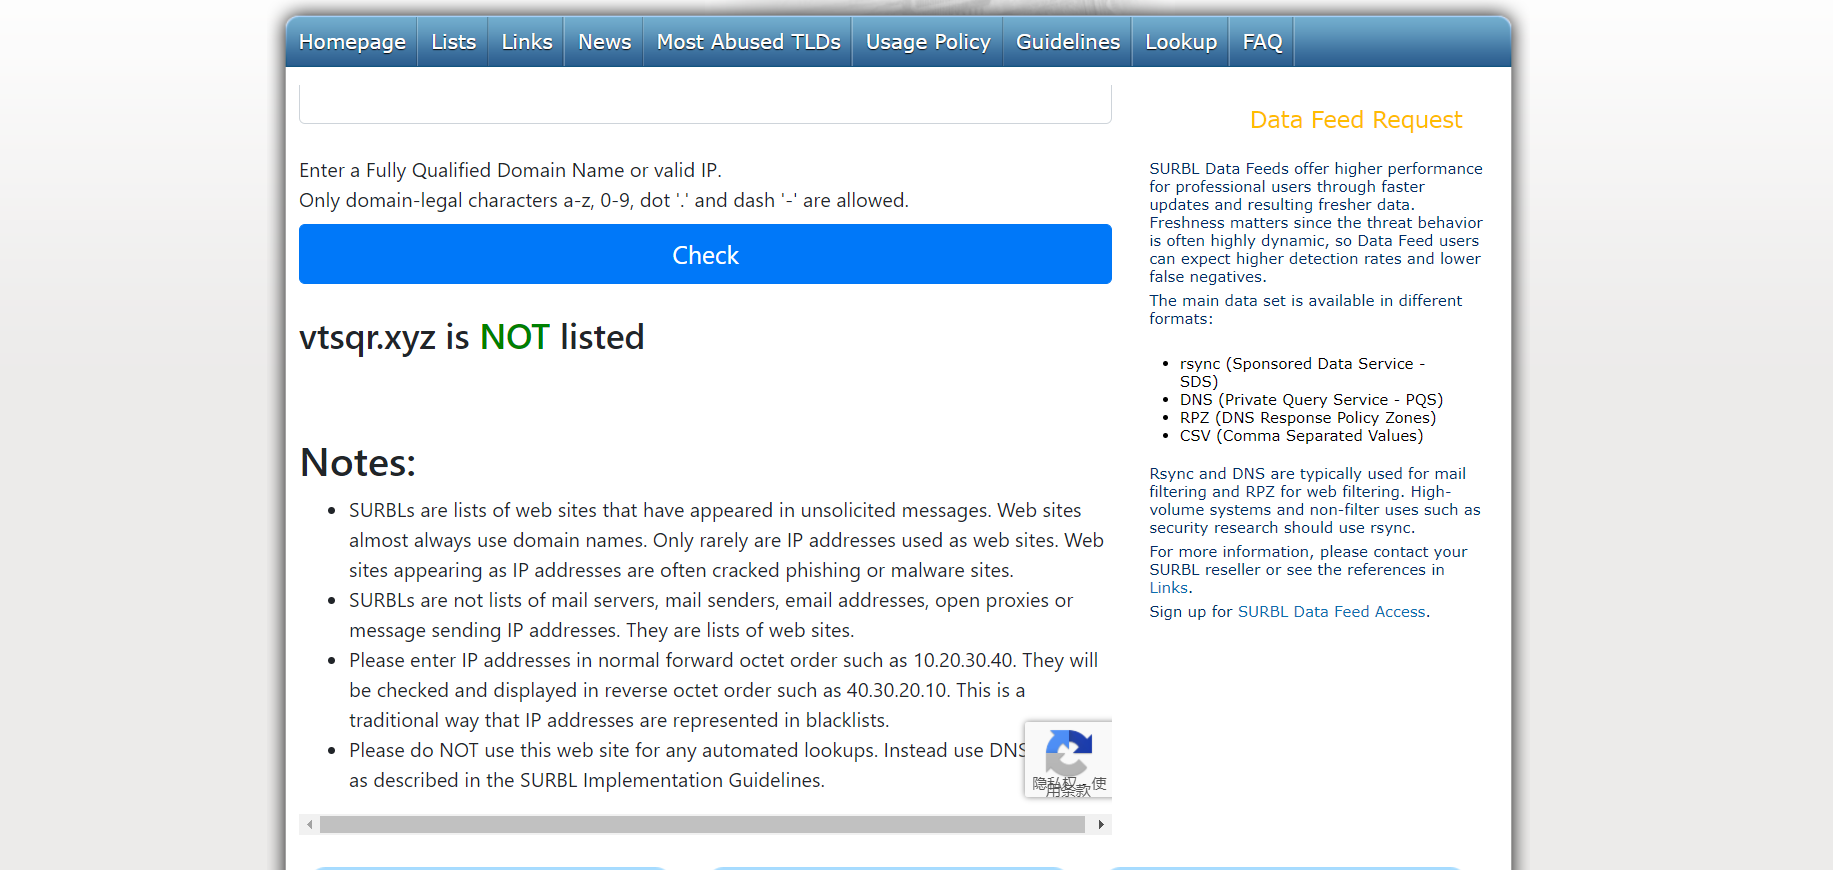 Homepage Lists Links News Most Abused TLDs Usage Policy Guidelines Lookup FAQ
Enter a Fully Qualified Domain Name or valid IP.
Only domain-legal characters a-z, 0-9, dot '.' and dash '-' are allowed.
Check
vtsqr.xyz is NOT listed
Notes:
• SURBLs are lists of web sites that have appeared in unsolicited messages. Web sites
almost always use domain names. Only rarely are IP addresses used as web sites. Web
sites appearing as IP addresses are often cracked phishing or malware sites.
• SURBLs are not lists of mail servers, mail senders, email addresses, open proxies or
message sending IP addresses. They are lists of web sites.
• Please enter IP addresses in normal forward octet order such as 10.20.30.40. They will
be checked and displayed in reverse octet order such as 40.30.20.10. This is a
traditional way that IP addresses are represented in blacklists.
• Please do NOT use this web site for any automated lookups. Instead use DNS
as described in the SURBL Implementation Guidelines.
隐私权 - 使
用条款
Data Feed Request
SURBL Data Feeds offer higher performance
for professional users through faster
updates and resulting fresher data.
Freshness matters since the threat behavior
is often highly dynamic, so Data Feed users
can expect higher detection rates and lower
false negatives.
The main data set is available in different
formats:
• rsync (Sponsored Data Service -
SDS)
• DNS (Private Query Service - PQS)
• RPZ (DNS Response Policy Zones)
• CSV (Comma Separated Values)
Rsync and DNS are typically used for mail
filtering and RPZ for web filtering. High-
volume systems and non-filter uses such as
security research should use rsync.
For more information, please contact your
SURBL reseller or see the references in
Links.
Sign up for SURBL Data Feed Access.